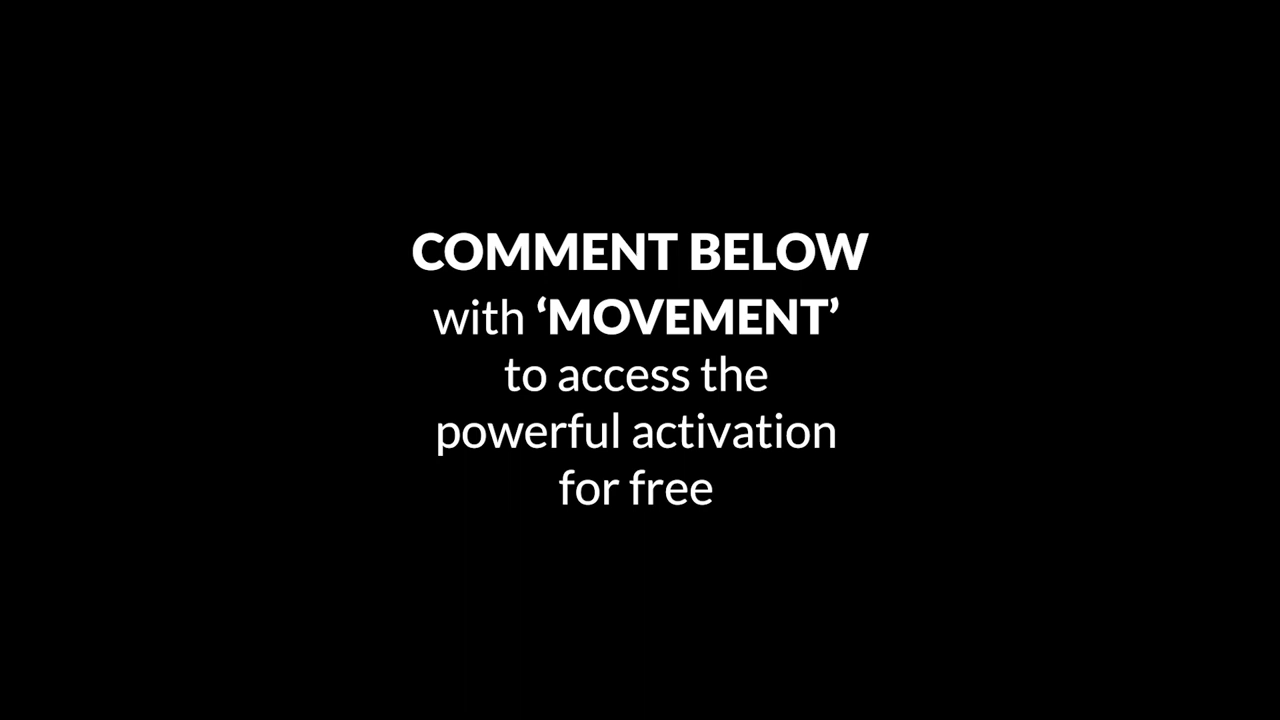 COMMENT BELOW
with ‘MOVEMENT’
to access the
powerful activation
for free